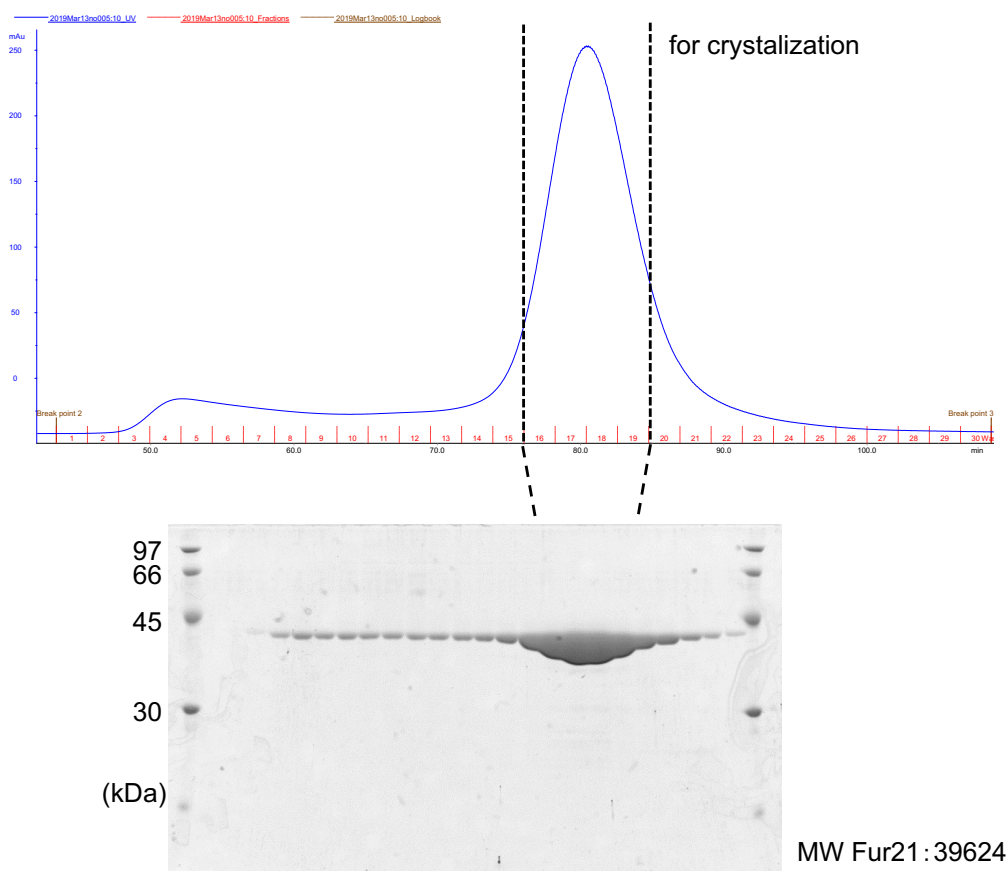 2019Mar13no005:10_UV 2019Mar13no005:10_Fractions 2019Mar13no005:10_Logbook
mAu
250
200
150
100
50
0
for crystalization
Break point 2
Break point 3
1 2 3 4 5 6 7 8 9 10 11 12 13 14 15 16 17 18 19 20 21 22 23 24 25 26 27 28 29 30 Wa
50.0 60.0 70.0 80.0 90.0 100.0 min
97
66
45
30
(kDa)
MW Fur21:39624